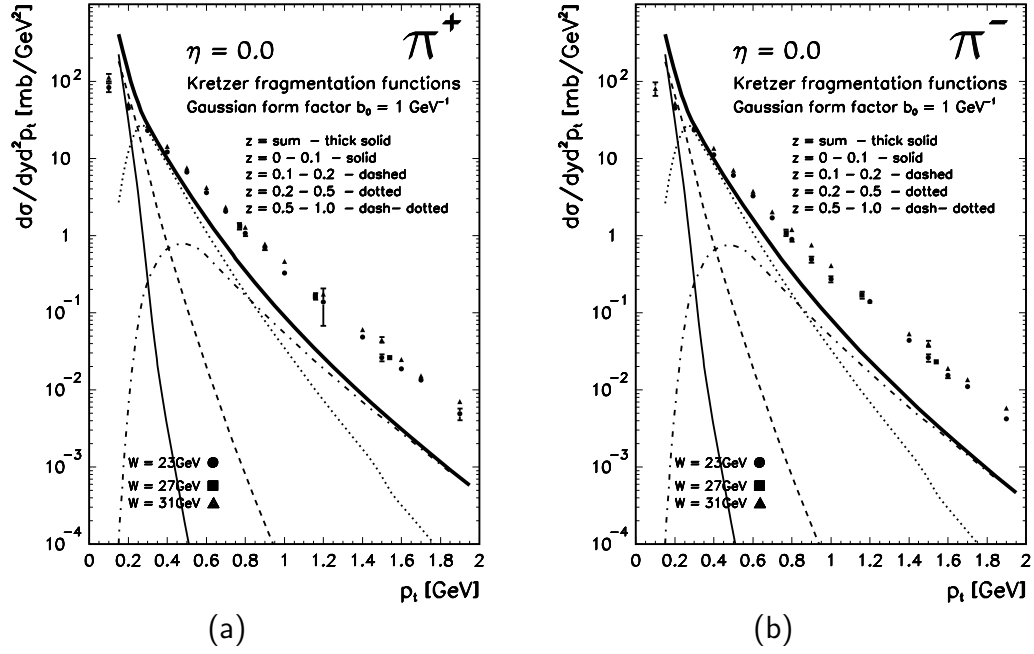 π⁺
η = 0.0
Kretzer fragmentation functions
Gaussian form factor b₀ = 1 GeV⁻¹
z = sum – thick solid
z = 0 – 0.1 – solid
z = 0.1 – 0.2 – dashed
z = 0.2 – 0.5 – dotted
z = 0.5 – 1.0 – dash–dotted
dσ/dyd²pₜ [mb/GeV²]
10²
10
1
10⁻¹
10⁻²
10⁻³
10⁻⁴
W = 23GeV
W = 27GeV
W = 31GeV
0 0.2 0.4 0.6 0.8 1 1.2 1.4 1.6 1.8 2
pₜ [GeV]
(a)
π⁻
η = 0.0
Kretzer fragmentation functions
Gaussian form factor b₀ = 1 GeV⁻¹
z = sum – thick solid
z = 0 – 0.1 – solid
z = 0.1 – 0.2 – dashed
z = 0.2 – 0.5 – dotted
z = 0.5 – 1.0 – dash–dotted
dσ/dyd²pₜ [mb/GeV²]
10²
10
1
10⁻¹
10⁻²
10⁻³
10⁻⁴
W = 23GeV
W = 27GeV
W = 31GeV
0 0.2 0.4 0.6 0.8 1 1.2 1.4 1.6 1.8 2
pₜ [GeV]
(b)